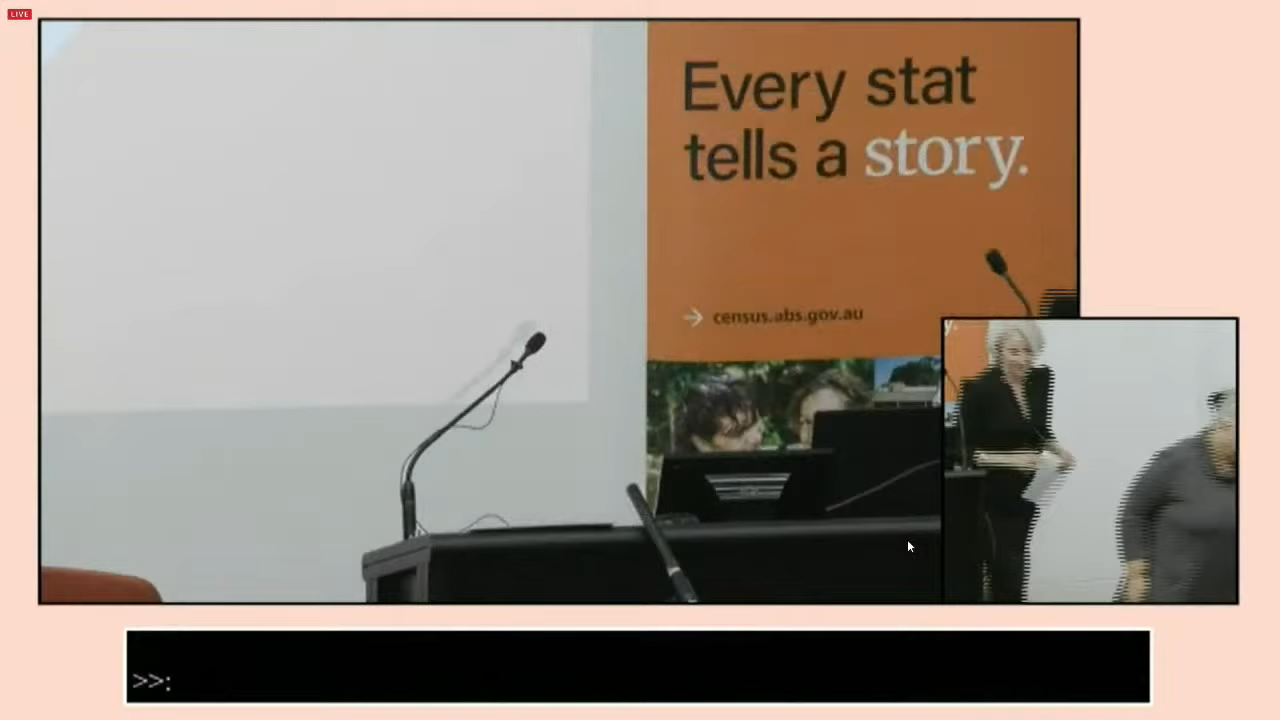 LIVE
Every stat
tells a story.
→ census.abs.gov.au
y.
>>: